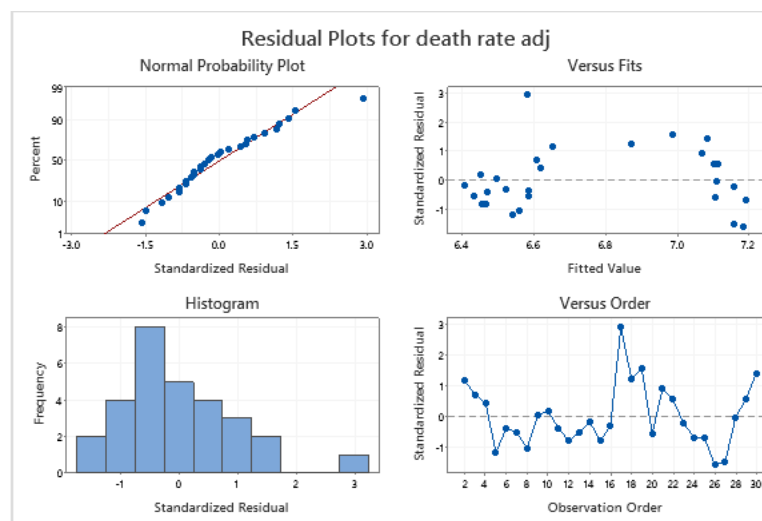 Residual Plots for death rate adj
Normal Probability Plot
Versus Fits
99
90
50
10
1
Percent
-3.0 -1.5 0.0 1.5 3.0
Standardized Residual
3
2
1
0
-1
Standardized Residual
6.4 6.6 6.8 7.0 7.2
Fitted Value
Histogram
Versus Order
8
6
4
2
0
Frequency
-1 0 1 2 3
Standardized Residual
3
2
1
0
-1
Standardized Residual
2 4 6 8 10 12 14 16 18 20 22 24 26 28 30
Observation Order